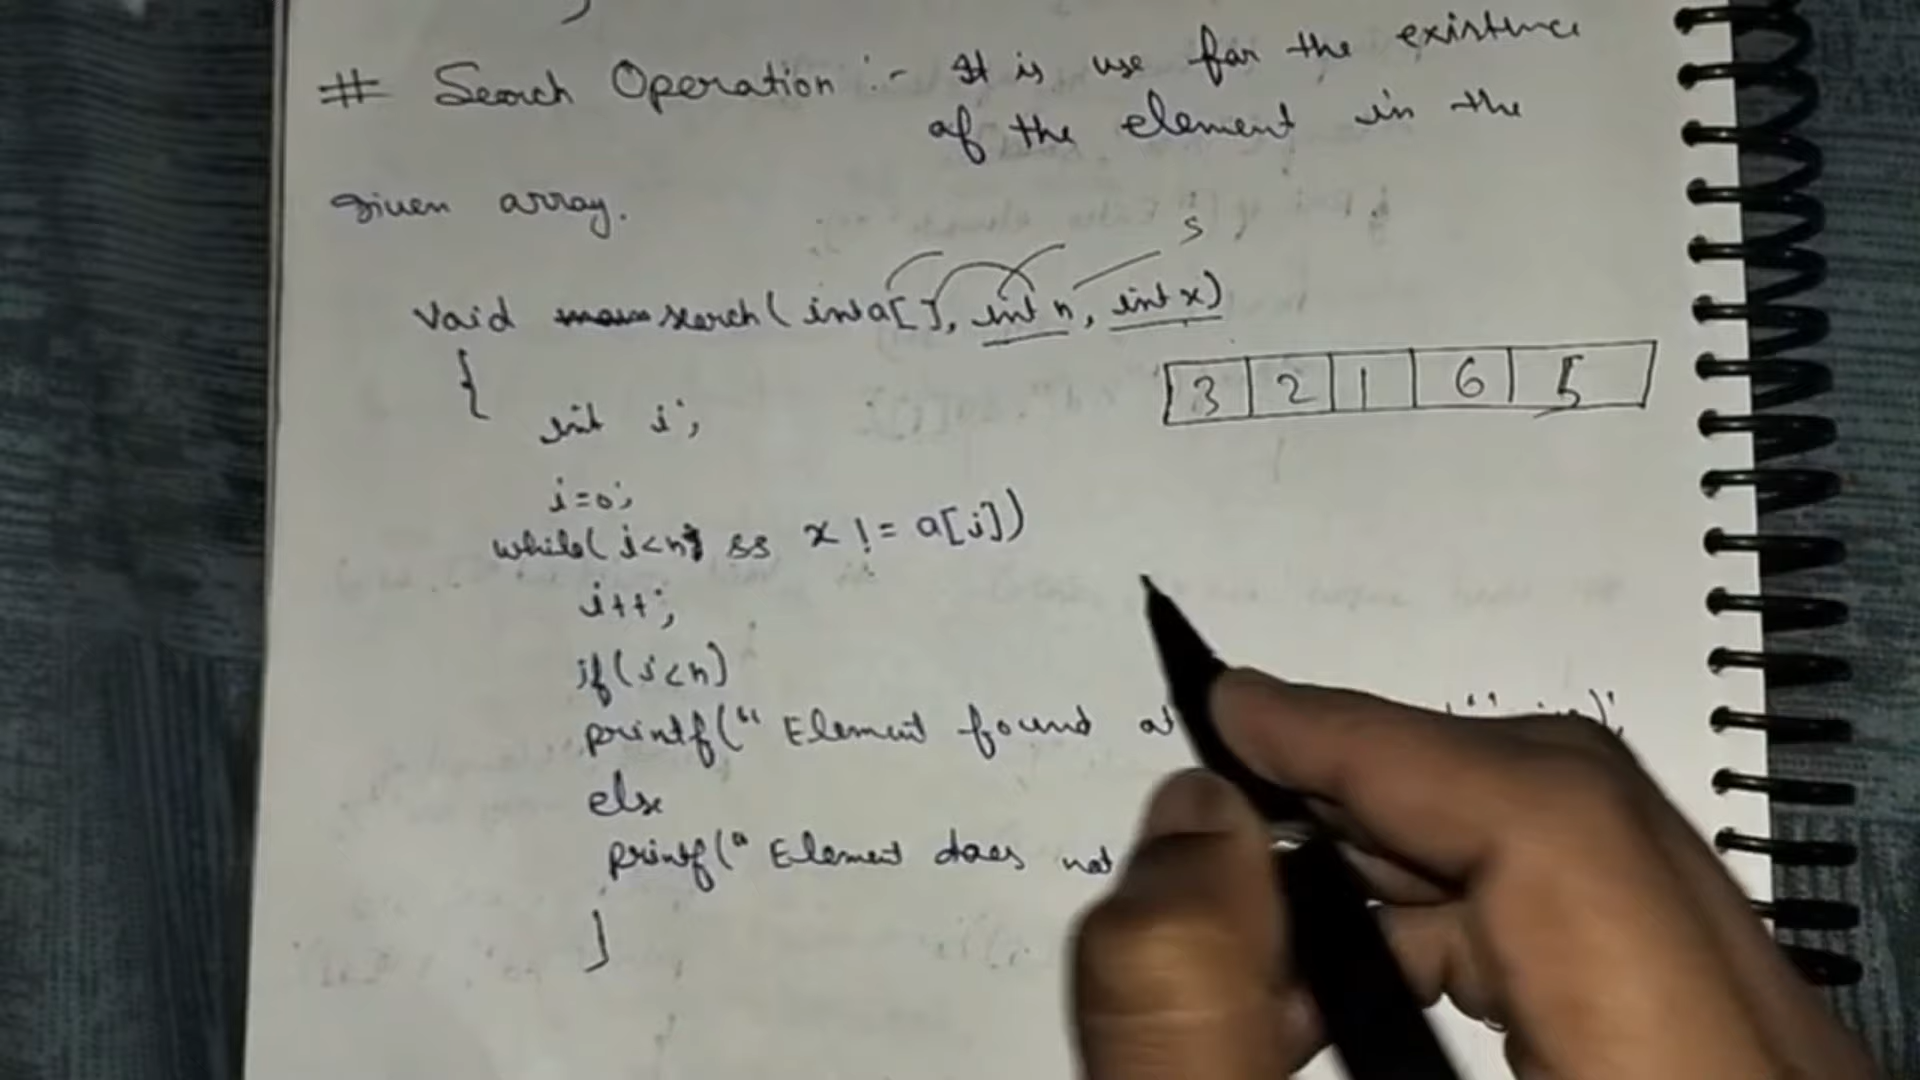 # Search Operation :- It is use for the existence
of the element in the
given array.
5
void search(int a[], int n, int x)
{
3 2 1 6 5
int i;
i=0;
while(i<n && x != a[i])
i++;
if(i<n)
printf(" Element found at
else
printf(" Element does not
}